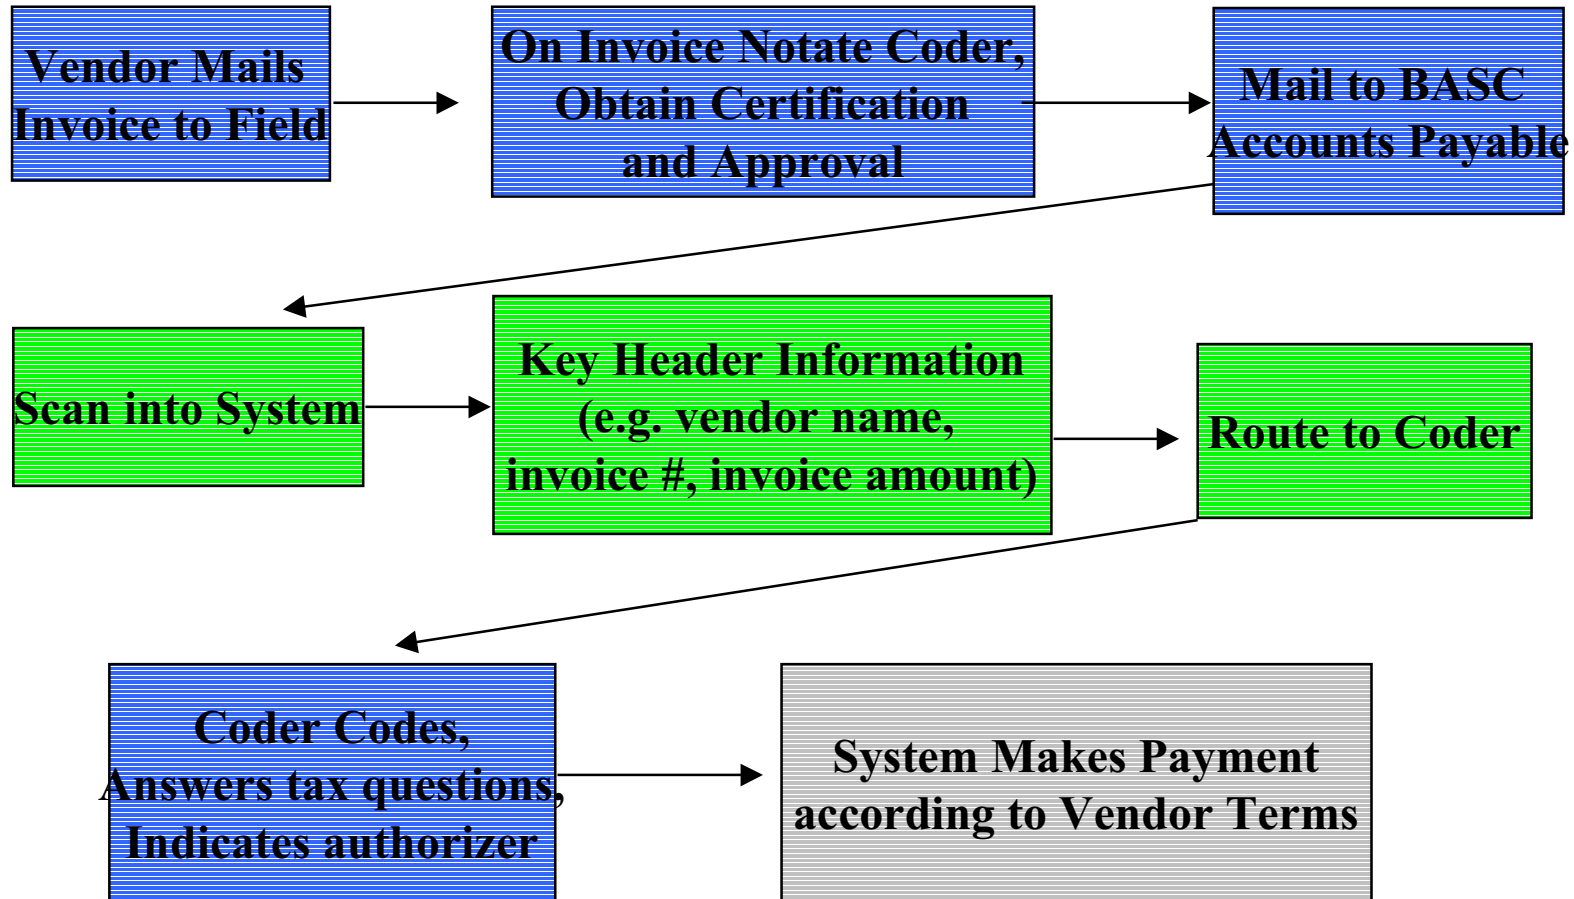 Vendor Mails
Invoice to Field
On Invoice Notate Coder,
Obtain Certification
and Approval
Mail to BASC
Accounts Payable
Scan into System
Key Header Information
(e.g. vendor name,
invoice #, invoice amount)
Route to Coder
Coder Codes,
Answers tax questions,
Indicates authorizer
System Makes Payment
according to Vendor Terms